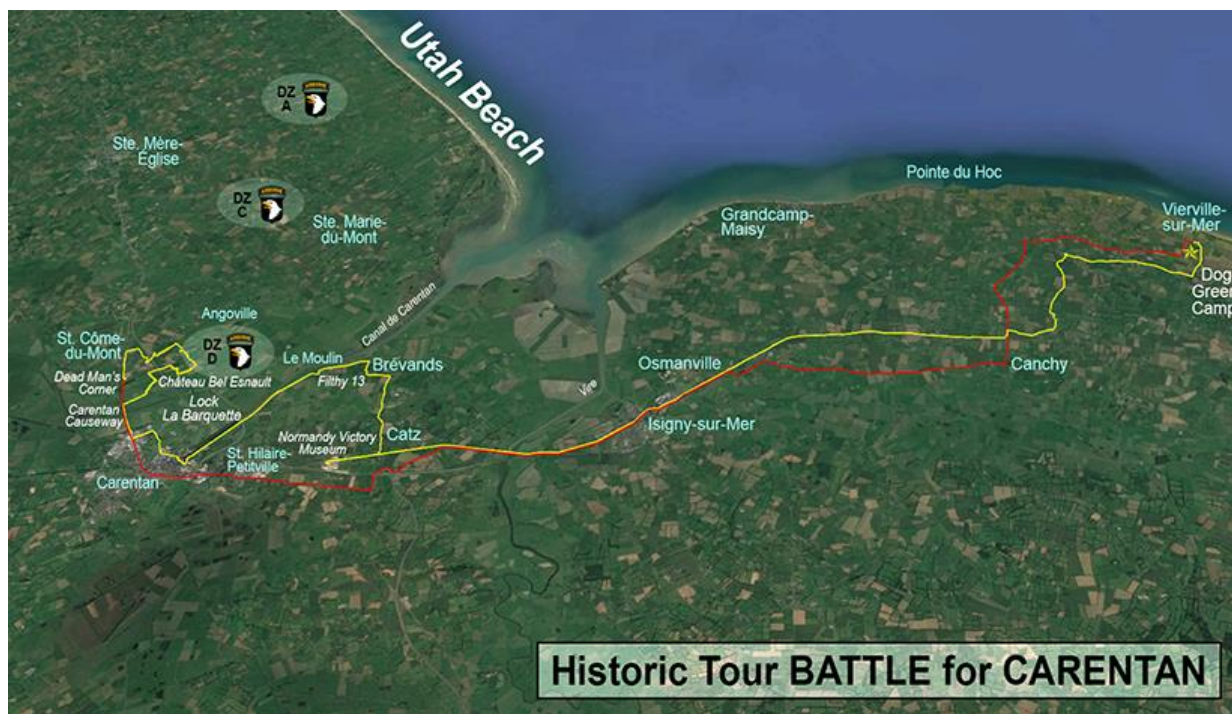 Utah Beach
DZ
A
Ste. Mère-
Église
DZ
C
Ste. Marie-
du-Mont
Pointe du Hoc
Grandcamp-
Maisy
Vierville-
sur-Mer
Dog
Green
Camp
Canal de Carentan
Angoville
St. Côme-
du-Mont
DZ
D
Le Moulin
Brévands
Osmanville
Canchy
Dead Man's
Corner
Château Bel Esnault
Filthy 13
Vire
Carentan
Causeway
Lock
La Barquette
Isigny-sur-Mer
Normandy Victory
Museum
Catz
St. Hilaire-
Petitville
Carentan
Historic Tour BATTLE for CARENTAN